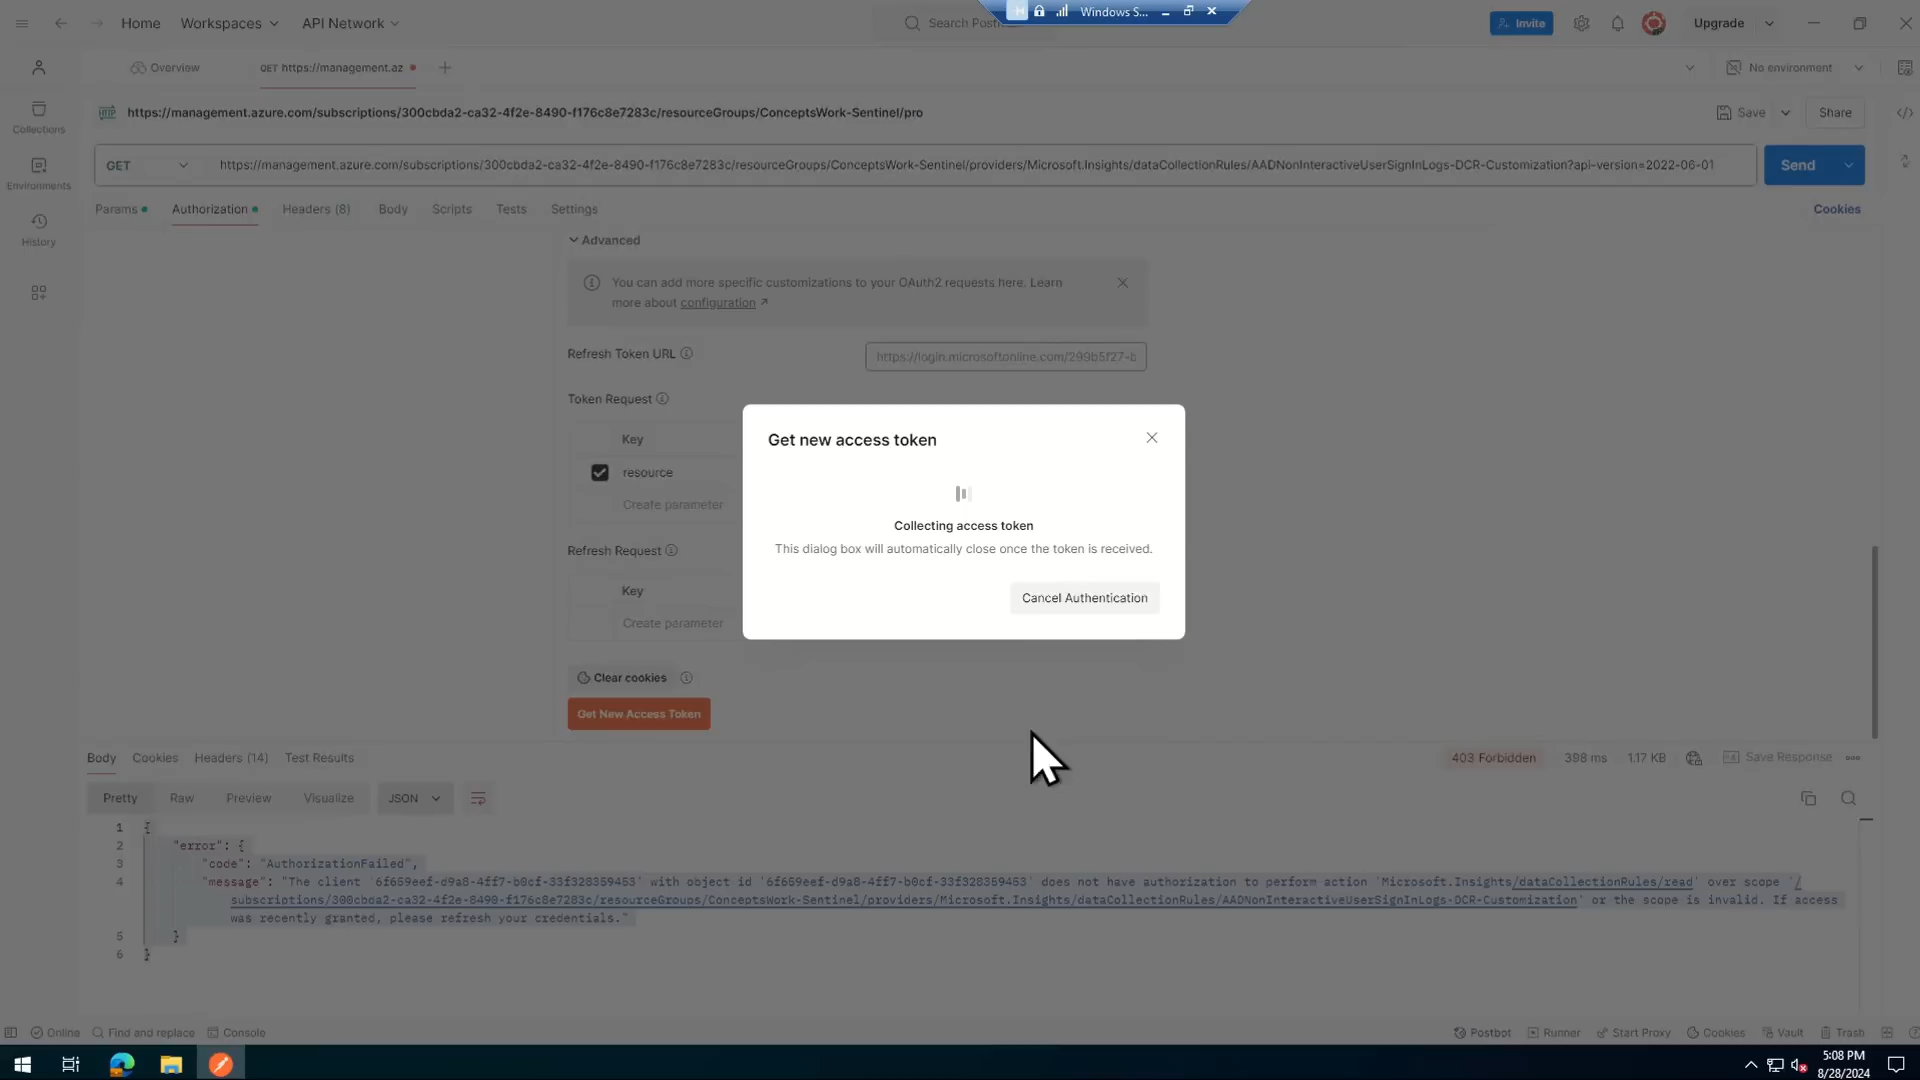 Windows S...
Home
Workspaces
API Network
Invite
Upgrade
Overview
GET https://management.az
No environment
Collections
Environments
History
HTTP
https://management.azure.com/subscriptions/300cbda2-ca32-4f2e-8490-f176c8e7283c/resourceGroups/ConceptsWork-Sentinel/pro
Save
Share
GET
https://management.azure.com/subscriptions/300cbda2-ca32-4f2e-8490-f176c8e7283c/resourceGroups/ConceptsWork-Sentinel/providers/Microsoft.Insights/dataCollectionRules/AADNonInteractiveUserSignInLogs-DCR-Customization?api-version=2022-06-01
Send
Params
Authorization
Headers (8)
Body
Scripts
Tests
Settings
Cookies
Advanced
You can add more specific customizations to your OAuth2 requests here. Learn
more about configuration
Refresh Token URL
https://login.microsoftonline.com/299b5f27-b
Token Request
Key
resource
Create parameter
Refresh Request
Key
Create parameter
Clear cookies
Get New Access Token
Get new access token
Collecting access token
This dialog box will automatically close once the token is received.
Cancel Authentication
Body
Cookies
Headers (14)
Test Results
403 Forbidden
398 ms
1.17 KB
Save Response
Pretty
Raw
Preview
Visualize
JSON
1 {
2 "error": {
3 "code": "AuthorizationFailed",
4 "message": "The client '6f659eef-d9a8-4ff7-b0cf-33f328359453' with object id '6f659eef-d9a8-4ff7-b0cf-33f328359453' does not have authorization to perform action 'Microsoft.Insights/dataCollectionRules/read' over scope '/
subscriptions/300cbda2-ca32-4f2e-8490-f176c8e7283c/resourceGroups/ConceptsWork-Sentinel/providers/Microsoft.Insights/dataCollectionRules/AADNonInteractiveUserSignInLogs-DCR-Customization' or the scope is invalid. If access
was recently granted, please refresh your credentials."
5 }
6 }
Online
Find and replace
Console
Postbot
Runner
Start Proxy
Cookies
Vault
Trash
5:08 PM
8/28/2024